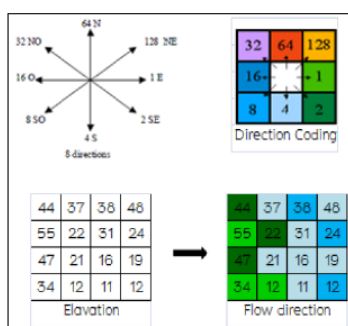 64 N
32 NO 128 NE
16 O 1 E
8 SO 2 SE
4 S
8 directions
32 64 128
16 1
8 4 2
Direction Coding
44 37 38 48
55 22 31 24
47 21 16 19
34 12 11 12
Elavation
44 37 38 48
55 22 31 24
47 21 16 19
34 12 11 12
Flow direction